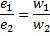 e₁/e₂ = w₁/w₂